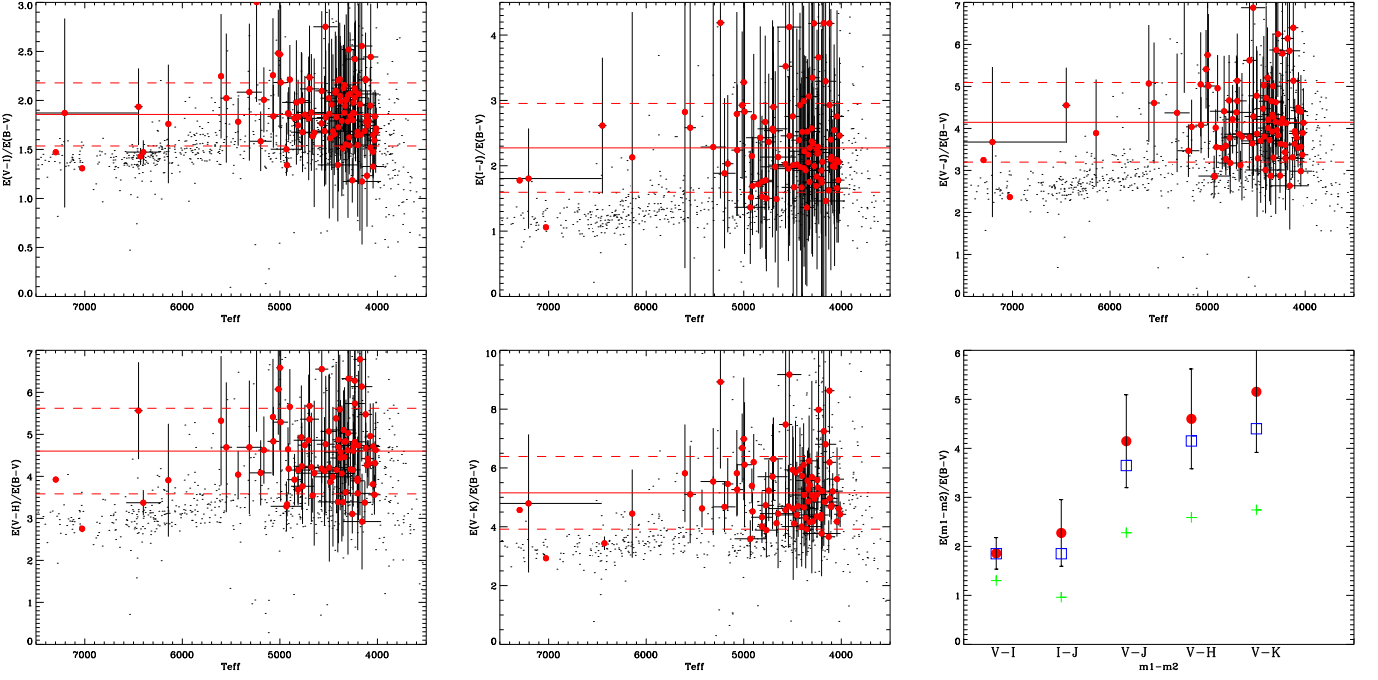 E(V−I)/E(B−V)
3.0
2.5
2.0
1.5
1.0
0.5
0.0
7000 6000 5000 4000
Teff
E(I−J)/E(B−V)
4
3
2
1
0
7000 6000 5000 4000
Teff
E(V−J)/E(B−V)
7
6
5
4
3
2
1
0
7000 6000 5000 4000
Teff
E(V−H)/E(B−V)
7
6
5
4
3
2
1
0
7000 6000 5000 4000
Teff
E(V−K)/E(B−V)
10
8
6
4
2
0
7000 6000 5000 4000
Teff
E(m1−m2)/E(B−V)
6
5
4
3
2
1
0
V−I I−J V−J V−H V−K
m1−m2